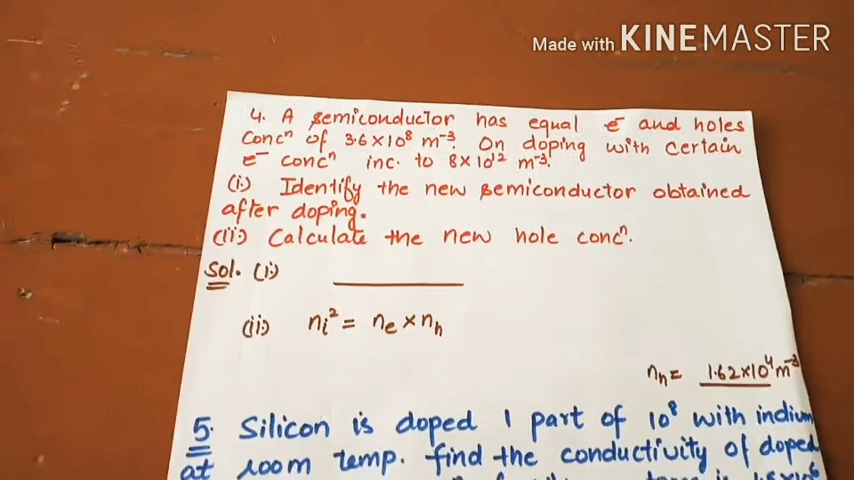 Made with KINEMASTER
4. A semiconductor has equal e⁻ and holes
concⁿ of 3.6×10⁸ m⁻³. On doping with certain
e⁻ concⁿ inc. to 8×10¹² m⁻³.
(i) Identify the new semiconductor obtained
after doping.
(ii) Calculate the new hole concⁿ.
Sol. (i)
(ii) nᵢ² = nₑ × nₕ
nₕ = 1.62×10⁴ m⁻³
5. Silicon is doped 1 part of 10⁸ with indium
at room temp. find the conductivity of doped